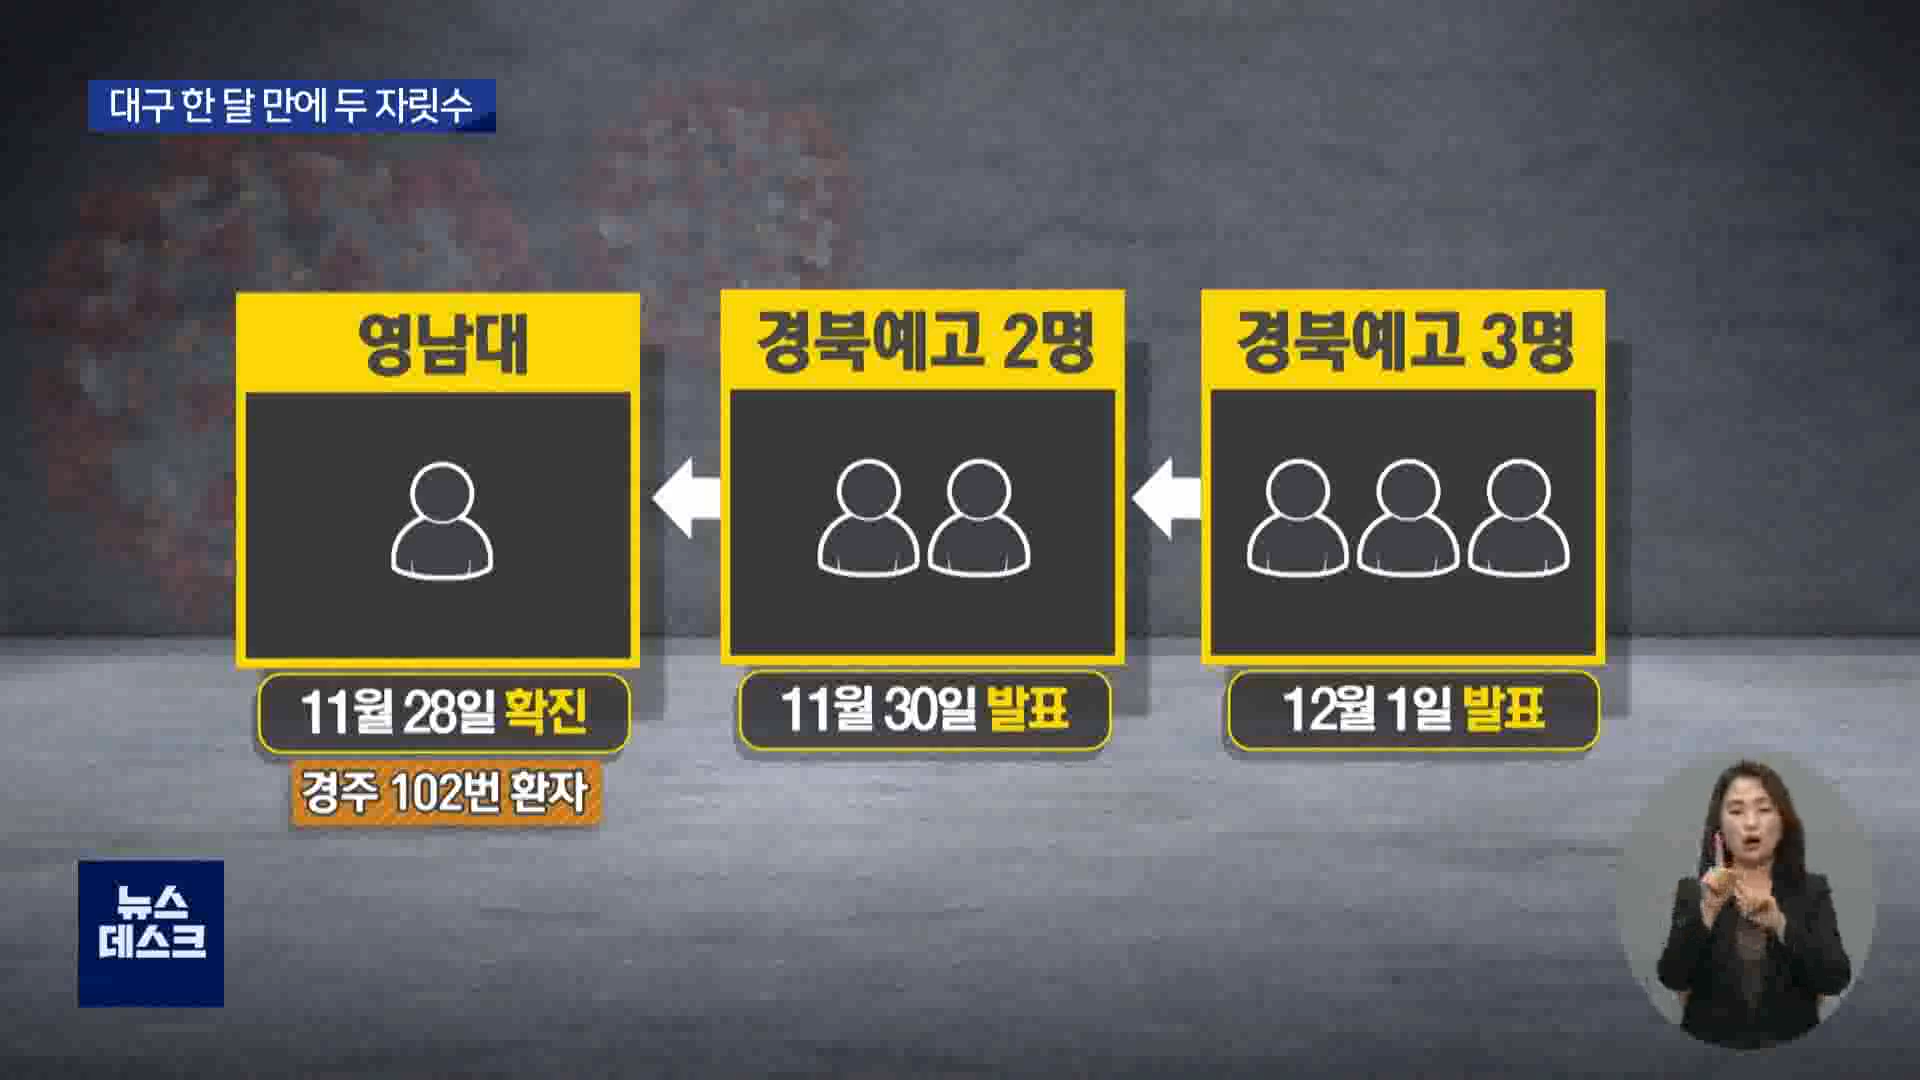 대구 한 달 만에 두 자릿수
영남대
경북예고 2명
경북예고 3명
11월 28일 확진
11월 30일 발표
12월 1일 발표
경주 102번 환자
뉴스
데스크